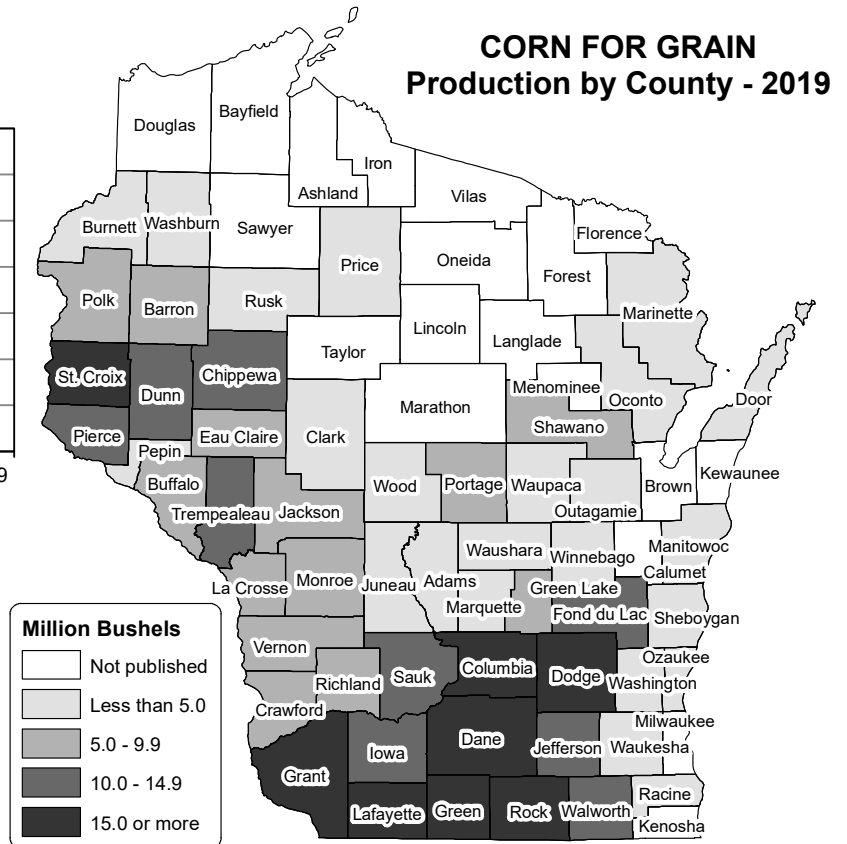 CORN FOR GRAIN
Production by County - 2019
Douglas
Bayfield
Iron
Ashland
Vilas
Burnett
Washburn
Sawyer
Florence
Price
Oneida
Forest
Polk
Barron
Rusk
Marinette
Lincoln
Langlade
Taylor
St. Croix
Dunn
Chippewa
Menominee
Oconto
Door
Marathon
Shawano
Pierce
Eau Claire
Clark
Pepin
Kewaunee
Buffalo
Wood
Portage
Waupaca
Brown
9
Trempealeau
Jackson
Outagamie
Waushara
Winnebago
Manitowoc
Calumet
La Crosse
Monroe
Juneau
Adams
Green Lake
Marquette
Fond du Lac
Sheboygan
Vernon
Ozaukee
Richland
Sauk
Columbia
Dodge
Washington
Crawford
Milwaukee
Iowa
Dane
Jefferson
Waukesha
Grant
Racine
Lafayette
Green
Rock
Walworth
Kenosha
Million Bushels
Not published
Less than 5.0
5.0 - 9.9
10.0 - 14.9
15.0 or more